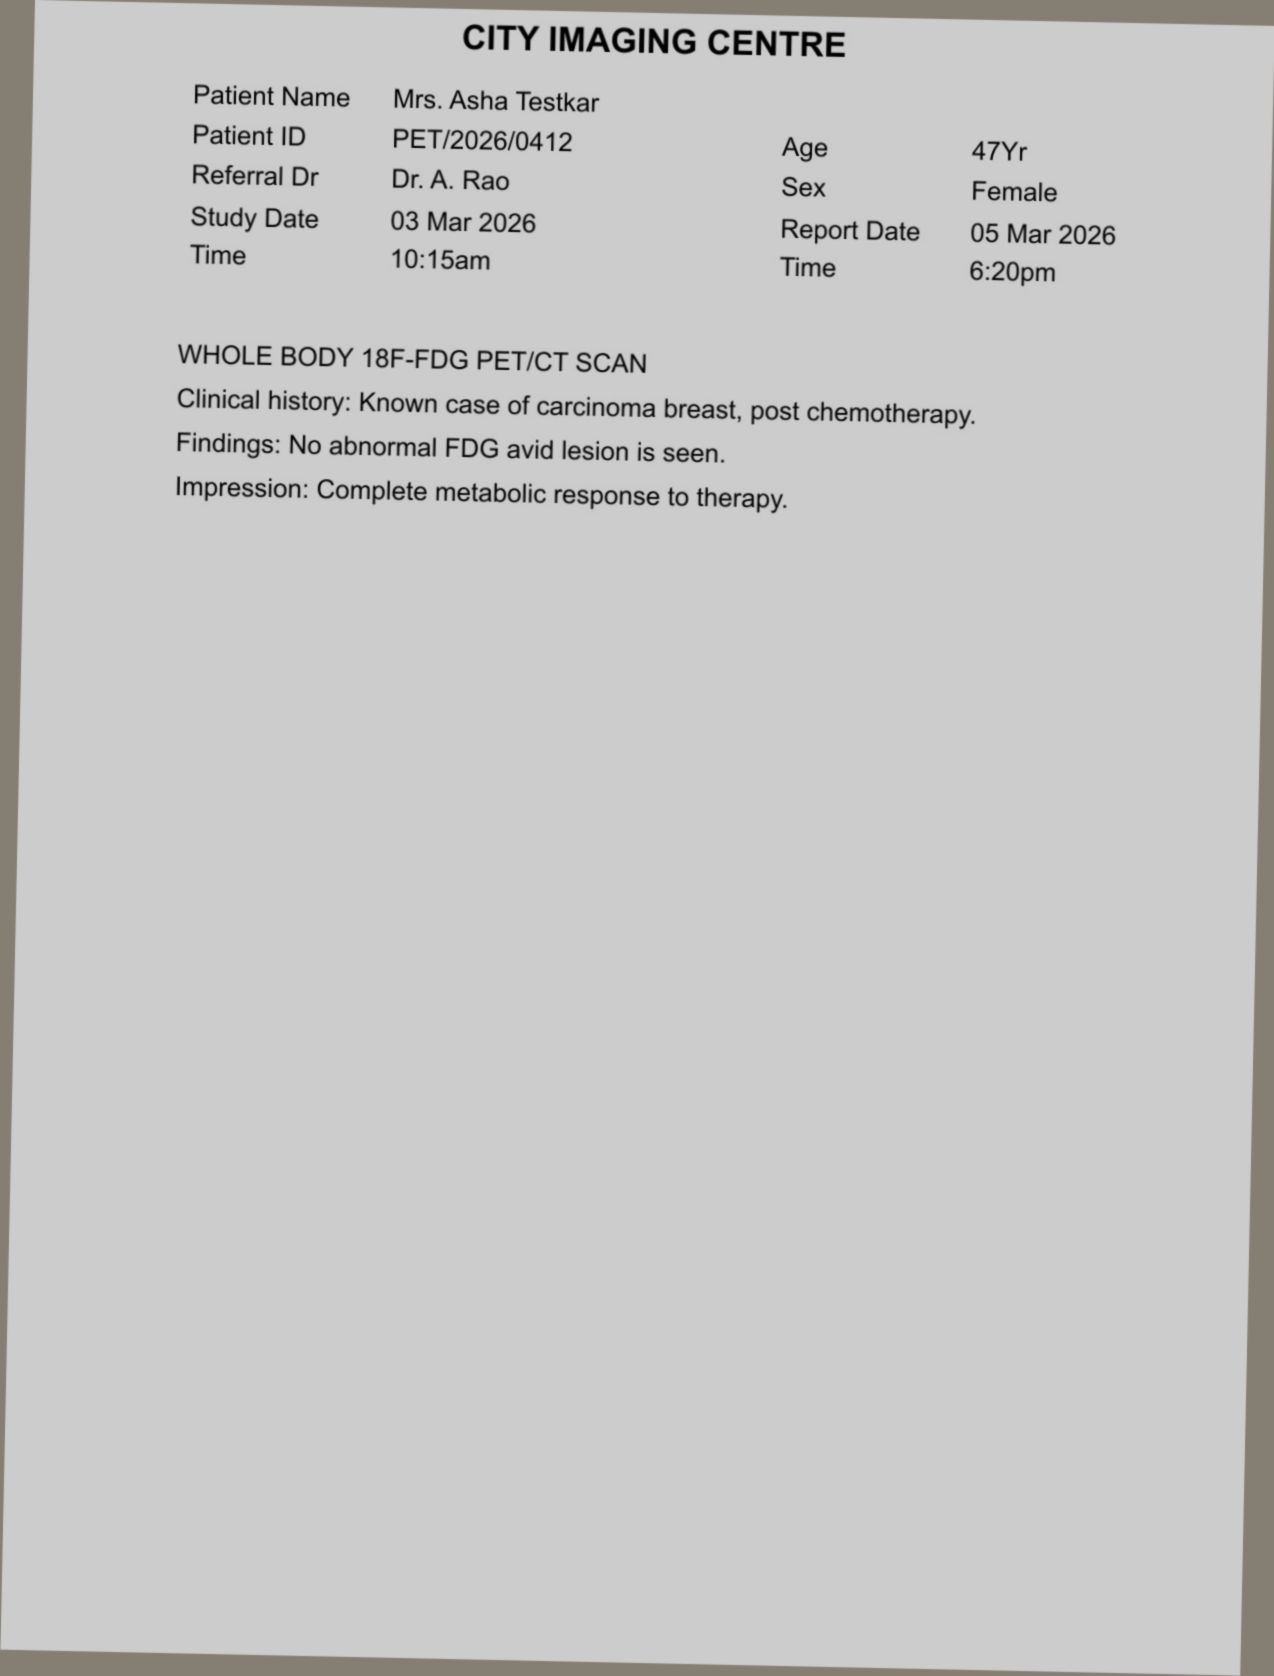 CITY IMAGING CENTRE
Patient Name Mrs. Asha Testkar
Patient ID PET/2026/0412 Age 47Yr
Referral Dr Dr. A. Rao Sex Female
Study Date 03 Mar 2026 Report Date 05 Mar 2026
Time 10:15am Time 6:20pm
WHOLE BODY 18F-FDG PET/CT SCAN
Clinical history: Known case of carcinoma breast, post chemotherapy.
Findings: No abnormal FDG avid lesion is seen.
Impression: Complete metabolic response to therapy.